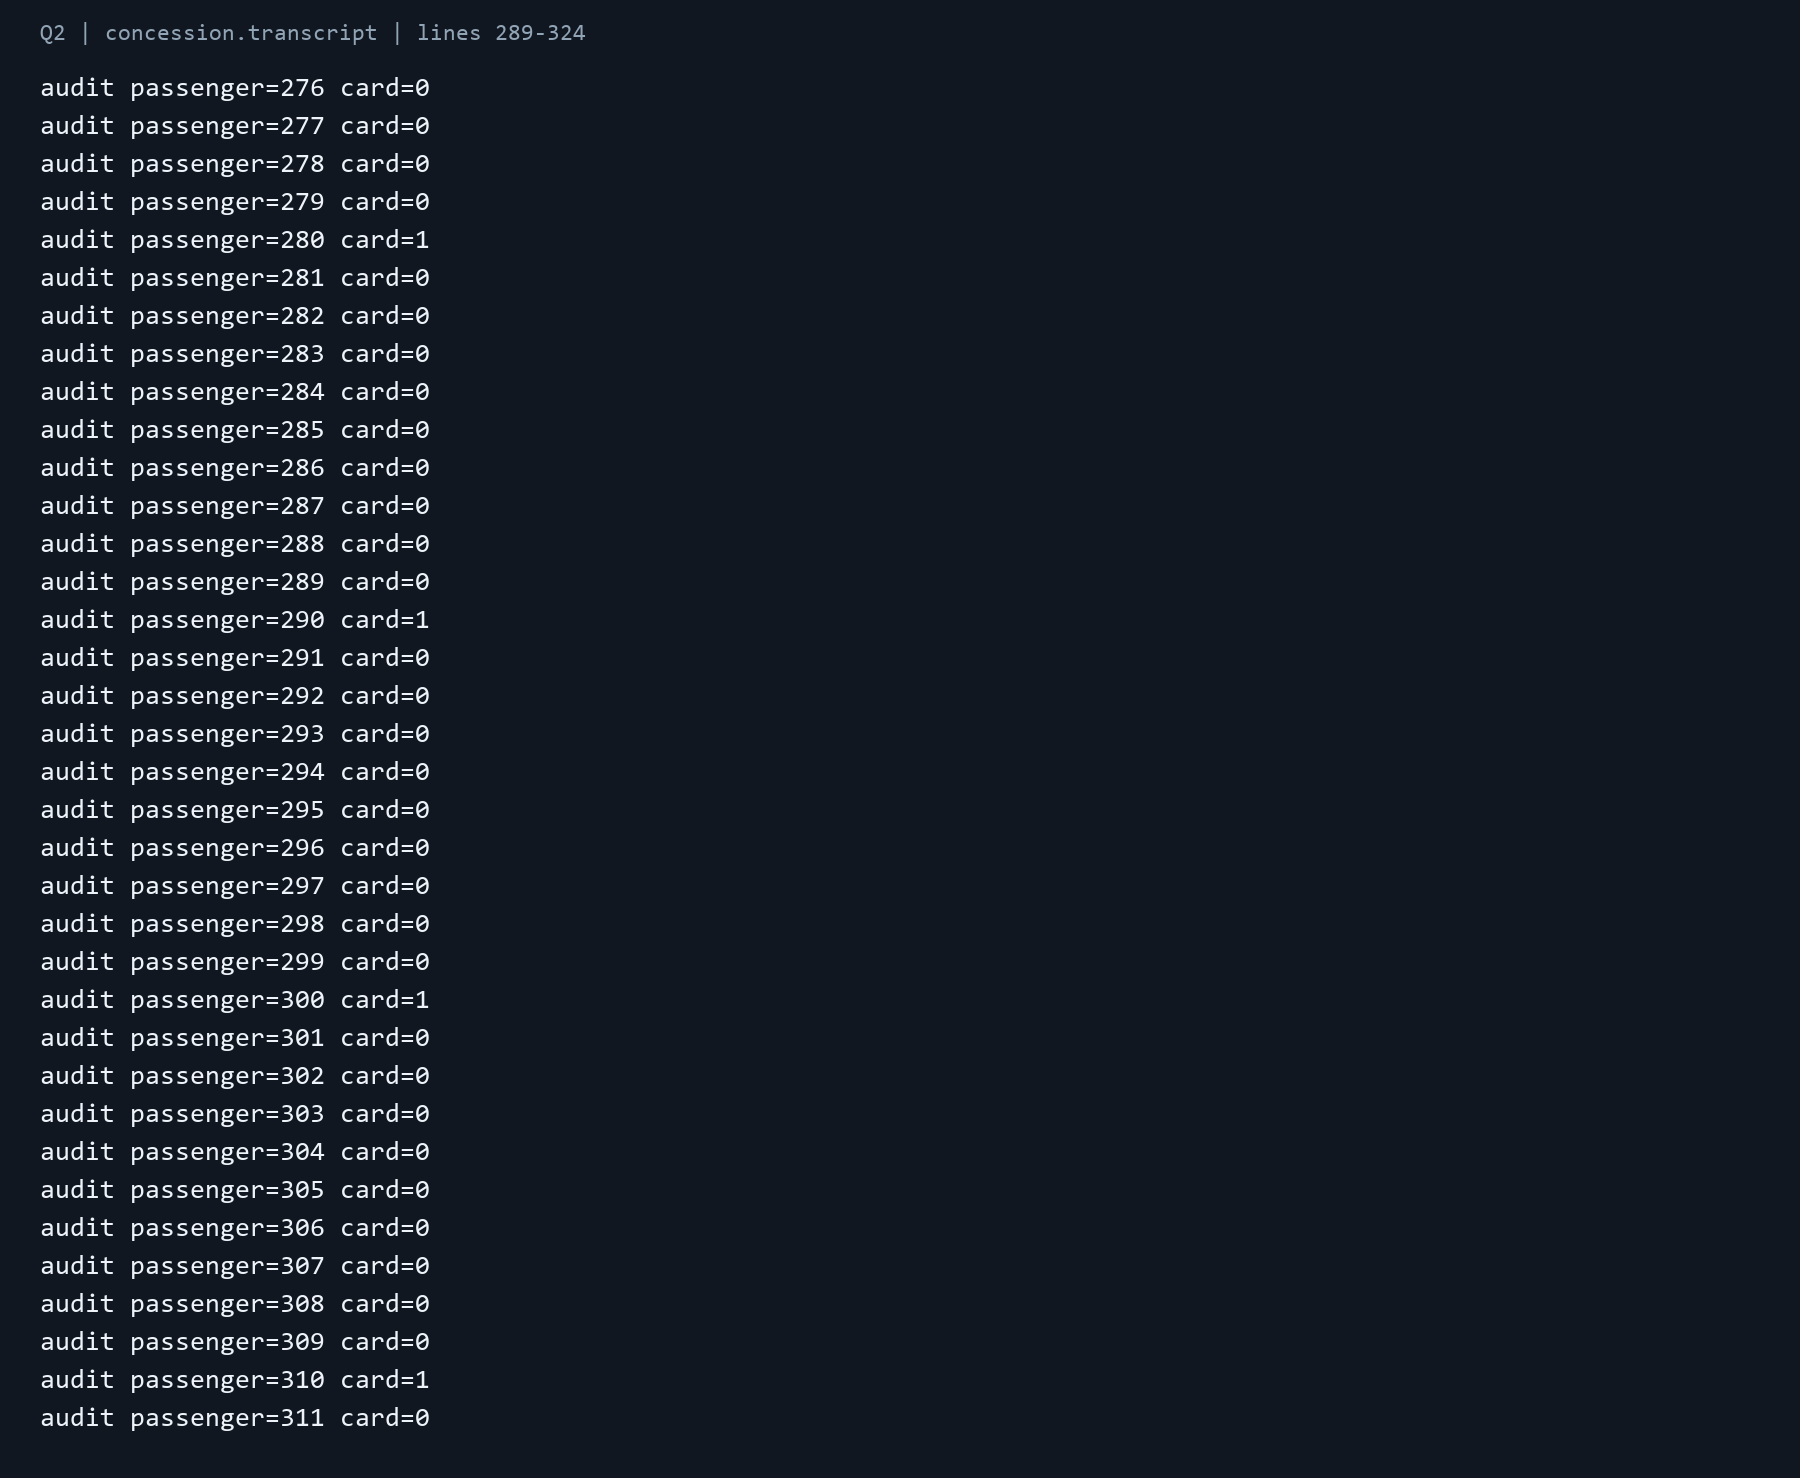 Q2 | concession.transcript | lines 289-324
audit passenger=276 card=0
audit passenger=277 card=0
audit passenger=278 card=0
audit passenger=279 card=0
audit passenger=280 card=1
audit passenger=281 card=0
audit passenger=282 card=0
audit passenger=283 card=0
audit passenger=284 card=0
audit passenger=285 card=0
audit passenger=286 card=0
audit passenger=287 card=0
audit passenger=288 card=0
audit passenger=289 card=0
audit passenger=290 card=1
audit passenger=291 card=0
audit passenger=292 card=0
audit passenger=293 card=0
audit passenger=294 card=0
audit passenger=295 card=0
audit passenger=296 card=0
audit passenger=297 card=0
audit passenger=298 card=0
audit passenger=299 card=0
audit passenger=300 card=1
audit passenger=301 card=0
audit passenger=302 card=0
audit passenger=303 card=0
audit passenger=304 card=0
audit passenger=305 card=0
audit passenger=306 card=0
audit passenger=307 card=0
audit passenger=308 card=0
audit passenger=309 card=0
audit passenger=310 card=1
audit passenger=311 card=0